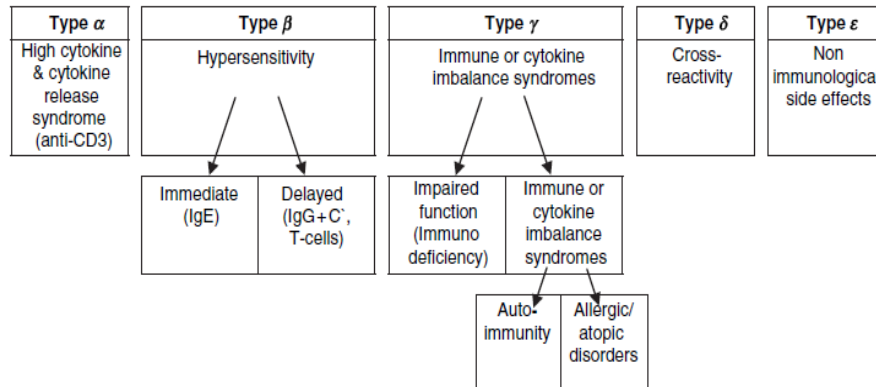 Type α
High cytokine
& cytokine
release
syndrome
(anti-CD3)
Type β
Hypersensitivity
Immediate
(IgE)
Delayed
(IgG+C`,
T-cells)
Type γ
Immune or cytokine
imbalance syndromes
Impaired
function
(Immuno
deficiency)
Immune or
cytokine
imbalance
syndromes
Auto-
immunity
Allergic/
atopic
disorders
Type δ
Cross-
reactivity
Type ε
Non
immunologica
side effects